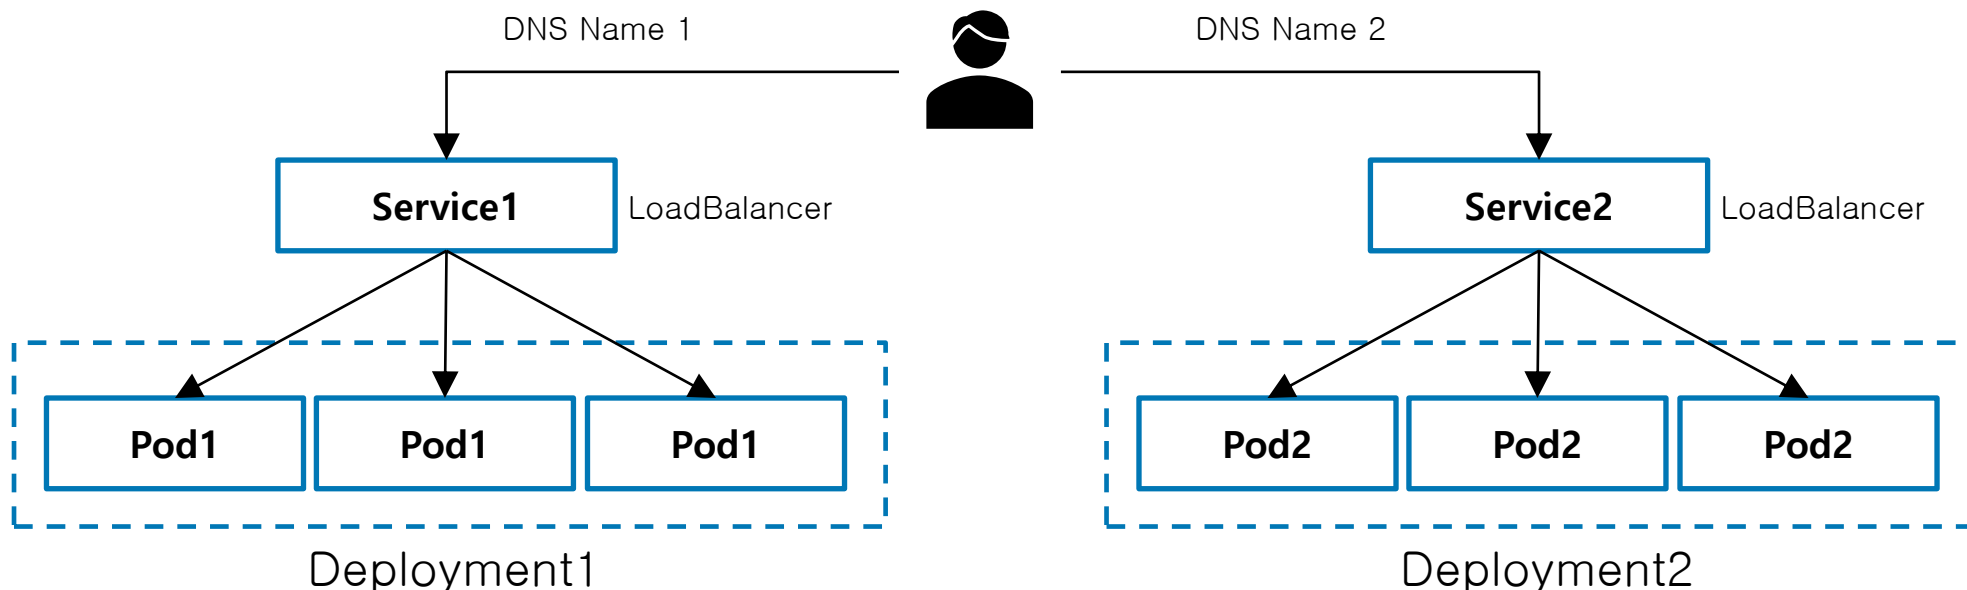 DNS Name 1
DNS Name 2
Service1
LoadBalancer
Service2
LoadBalancer
Pod1
Pod1
Pod1
Pod2
Pod2
Pod2
Deployment1
Deployment2